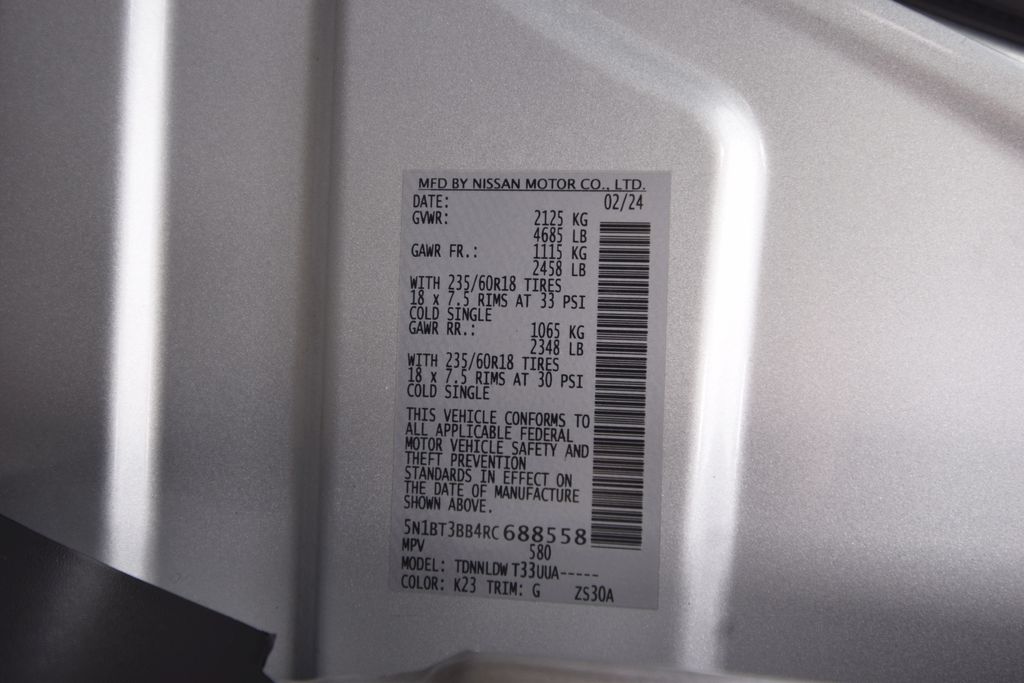 MFD BY NISSAN MOTOR CO., LTD.
DATE: 02/24
GVWR: 2125 KG
4685 LB
GAWR FR.: 1115 KG
2458 LB
WITH 235/60R18 TIRES
18 x 7.5 RIMS AT 33 PSI
COLD SINGLE
GAWR RR.: 1065 KG
2348 LB
WITH 235/60R18 TIRES
18 x 7.5 RIMS AT 30 PSI
COLD SINGLE
THIS VEHICLE CONFORMS TO
ALL APPLICABLE FEDERAL
MOTOR VEHICLE SAFETY AND
THEFT PREVENTION
STANDARDS IN EFFECT ON
THE DATE OF MANUFACTURE
SHOWN ABOVE.
5N1BT3BB4RC688558
MPV 580
MODEL: TDNNLDW T33UUA-----
COLOR: K23 TRIM: G ZS30A